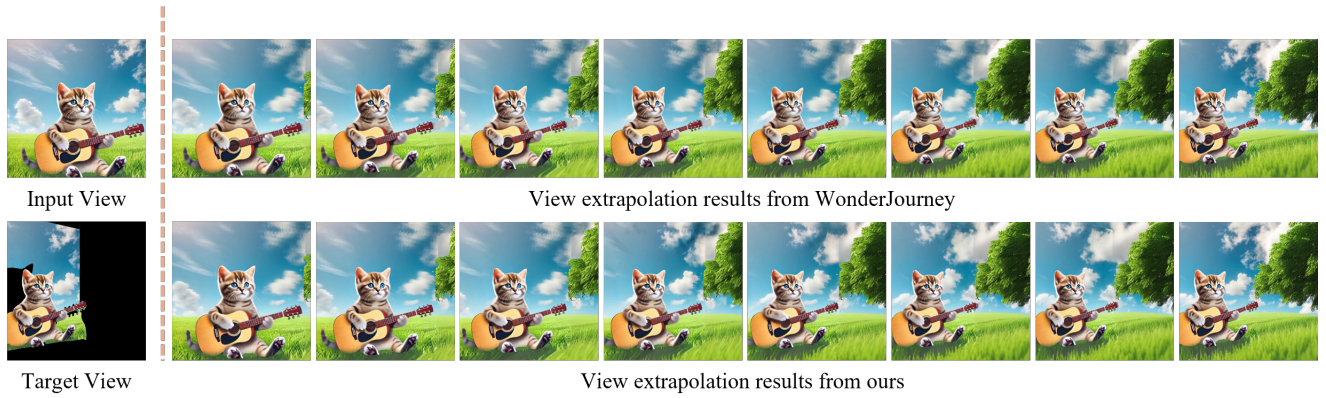 Input View
View extrapolation results from WonderJourney
Target View
View extrapolation results from ours